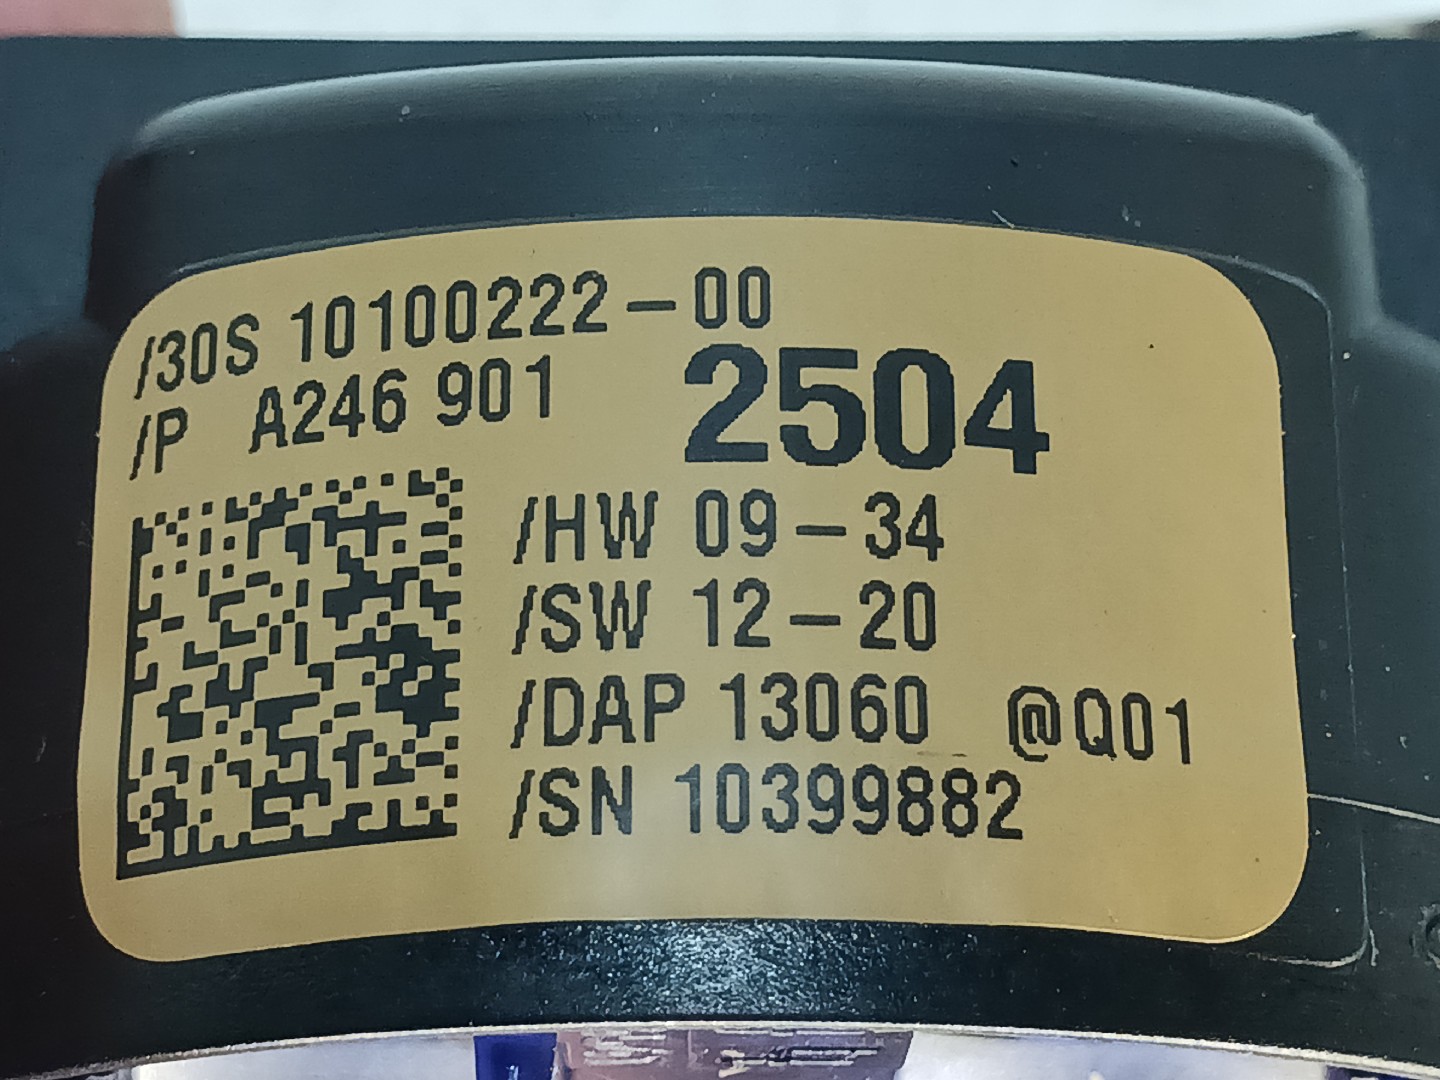 /30S 10100222-00
/P A246 901 2504
/HW 09-34
/SW 12-20
/DAP 13060 @Q01
/SN 10399882